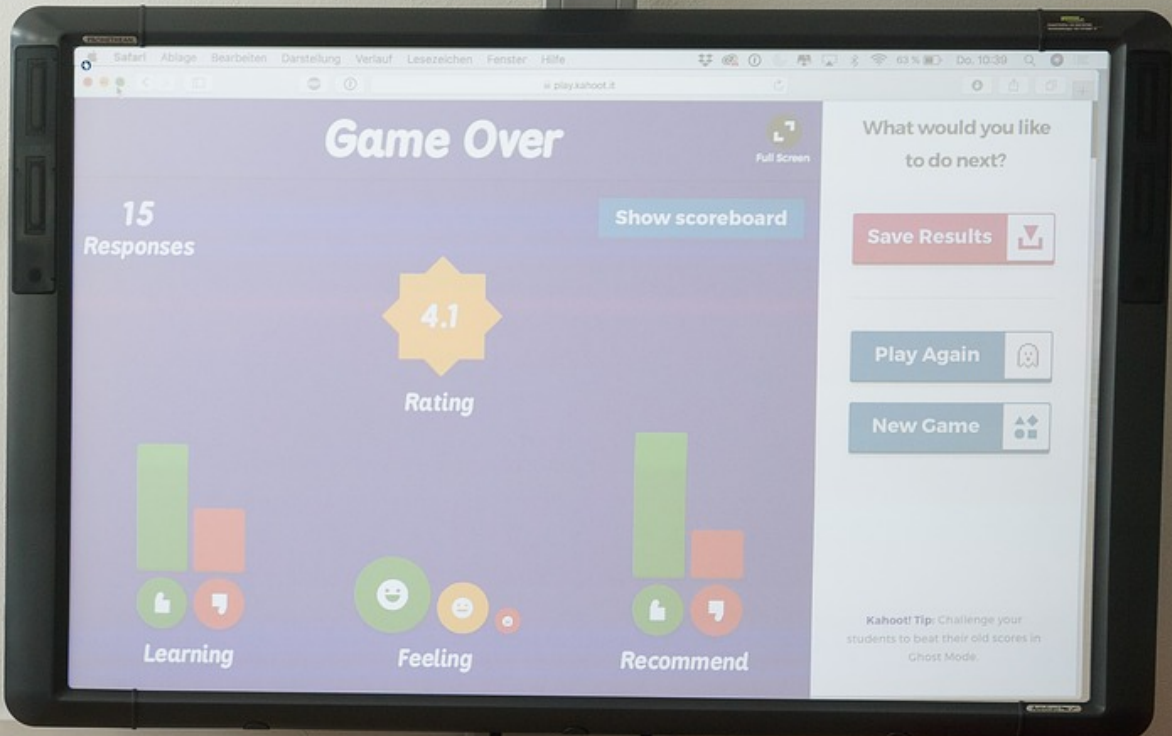 PROMETHEAN
Safari Ablage Bearbeiten Darstellung Verlauf Lesezeichen Fenster Hilfe 63 % Do. 10:39
play.kahoot.it
Game Over
Full Screen
15
Responses
Show scoreboard
4.1
Rating
Learning
Feeling
Recommend
What would you like
to do next?
Save Results
Play Again
New Game
Kahoot! Tip: Challenge your
students to beat their old scores in
Ghost Mode.